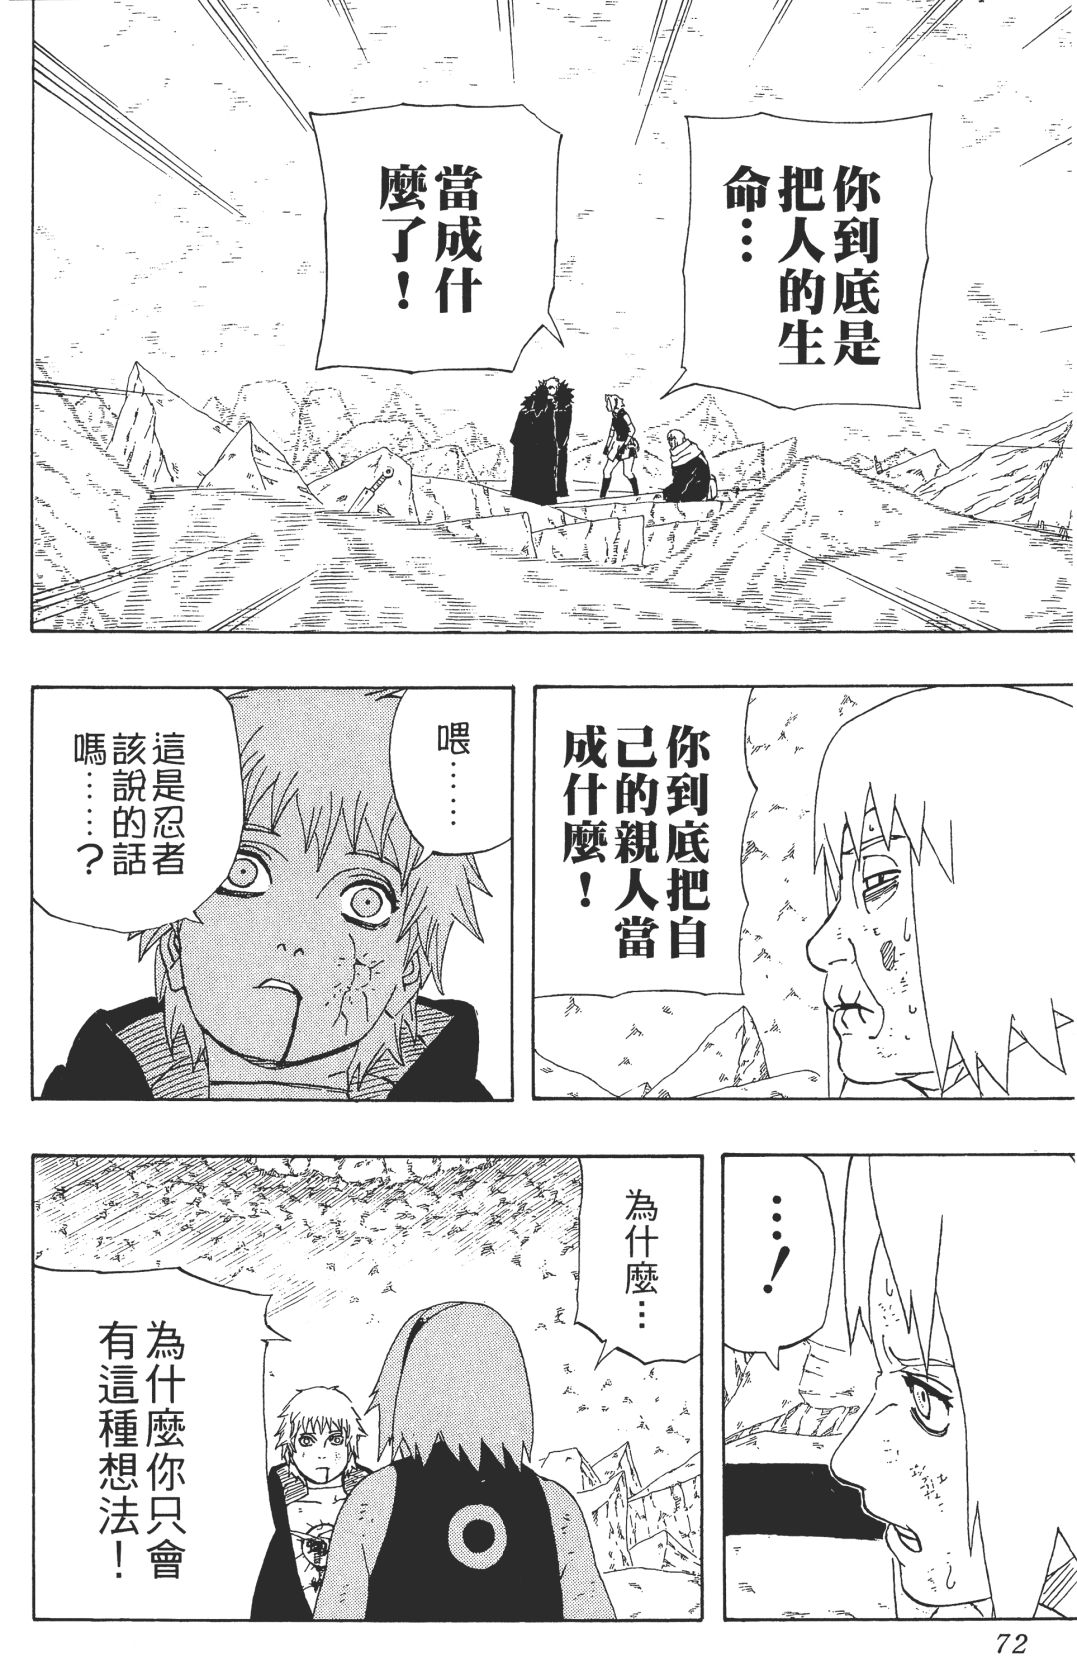 你到底是
把人的生
命…
當成什
麼了！
你到底把自
己的親人當
成什麼！
喂……
這是忍者
該說的話
嗎……？
…！
為什麼…
為什麼你只會
有這種想法！
72